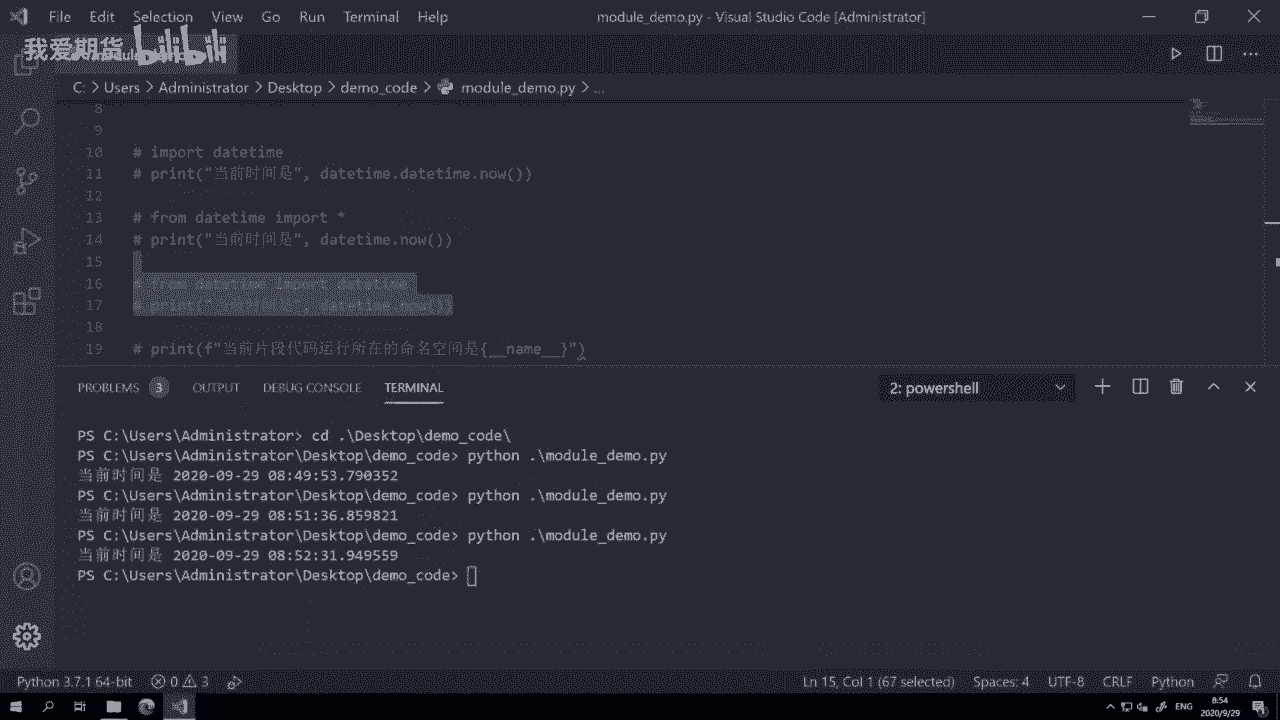 File Edit Selection View Go Run Terminal Help module_demo.py - Visual Studio Code [Administrator]
我爱期货 bilibili
C: > Users > Administrator > Desktop > demo_code > module_demo.py > ...
8
9
10 # import datetime
11 # print("当前时间是", datetime.datetime.now())
12
13 # from datetime import *
14 # print("当前时间是", datetime.now())
15
16 # from datetime import datetime
17 # print( , datetime.now())
18
19 # print(f"当前片段代码运行所在的命名空间是{__name__}")
PROBLEMS 3 OUTPUT DEBUG CONSOLE TERMINAL 2: powershell
PS C:\Users\Administrator> cd .\Desktop\demo_code\
PS C:\Users\Administrator\Desktop\demo_code> python .\module_demo.py
当前时间是 2020-09-29 08:49:53.790352
PS C:\Users\Administrator\Desktop\demo_code> python .\module_demo.py
当前时间是 2020-09-29 08:51:36.859821
PS C:\Users\Administrator\Desktop\demo_code> python .\module_demo.py
当前时间是 2020-09-29 08:52:31.949559
PS C:\Users\Administrator\Desktop\demo_code>
Python 3.7.1 64-bit 0 3 Ln 15, Col 1 (67 selected) Spaces: 4 UTF-8 CRLF Python
ENG 8:54
2020/9/29